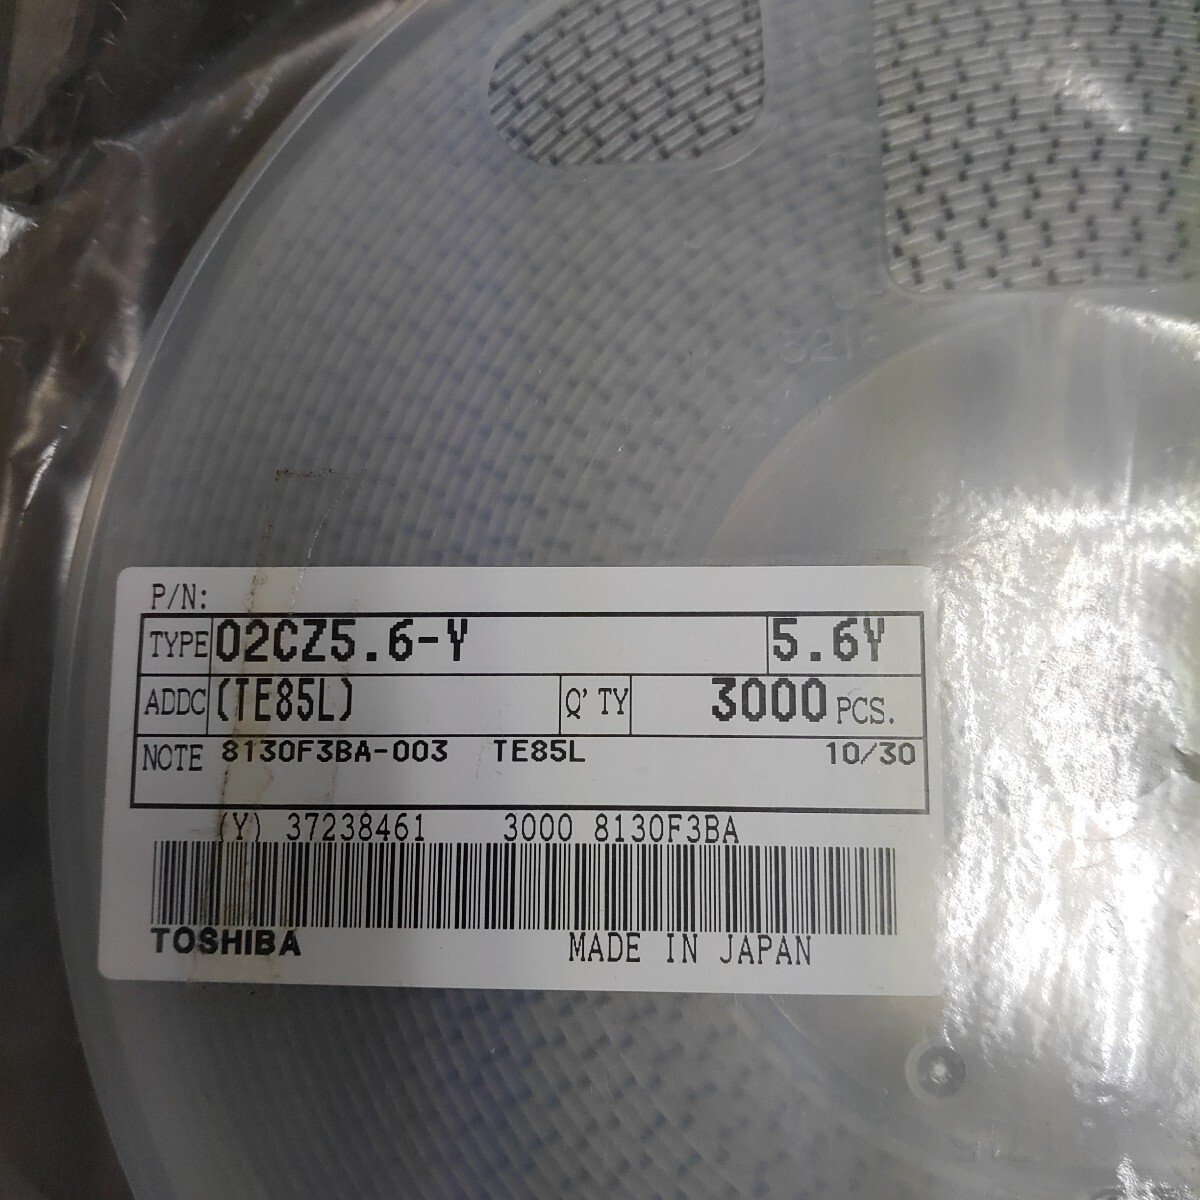 P/N:
TYPE 02CZ5.6-Y 5.6Y
ADDC (TE85L) Q'TY 3000 PCS.
NOTE 8130F3BA-003 TE85L 10/30
(Y) 37238461 3000 8130F3BA
TOSHIBA MADE IN JAPAN